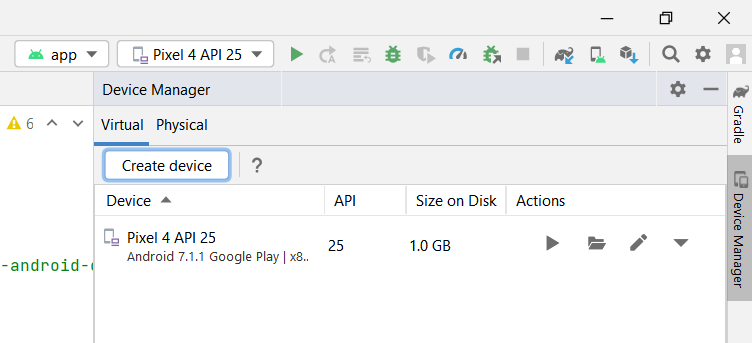 app
Pixel 4 API 25
Device Manager
6
Virtual
Physical
Create device
?
Device
API
Size on Disk
Actions
Pixel 4 API 25
Android 7.1.1 Google Play | x8..
25
1.0 GB
-android-
Gradle
Device Manager